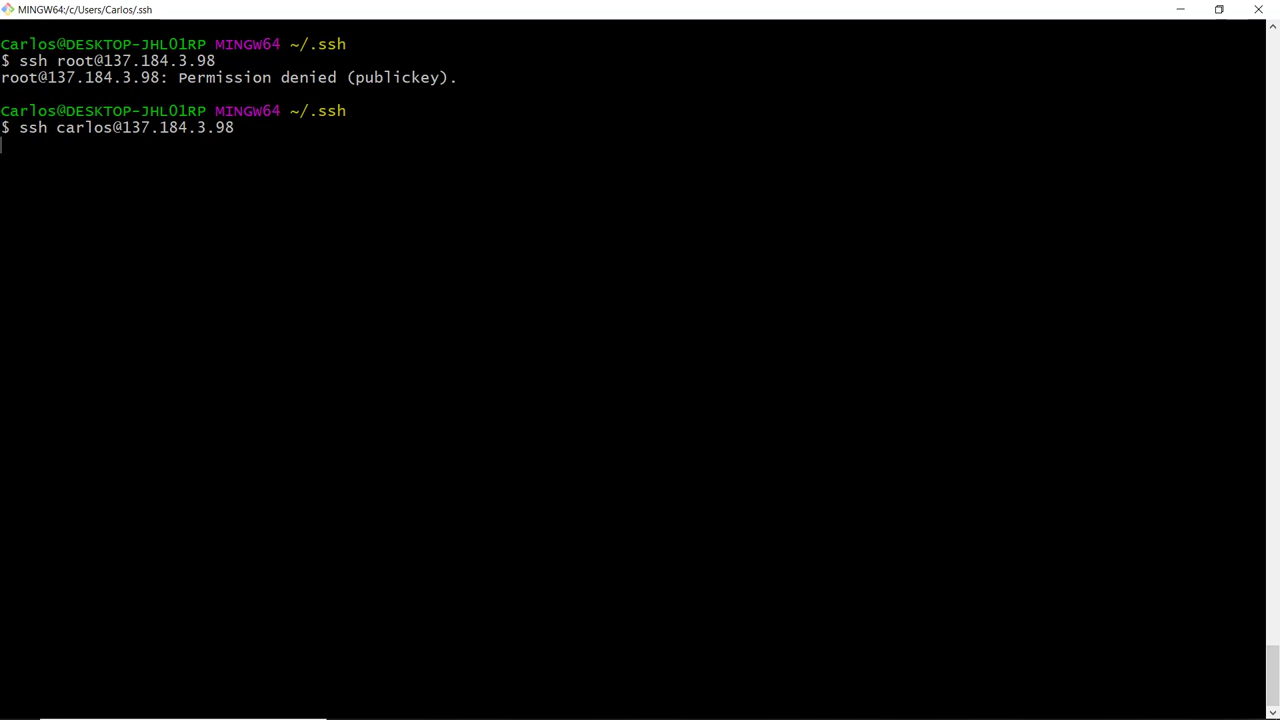 MINGW64:/c/Users/Carlos/.ssh
Carlos@DESKTOP-JHL01RP MINGW64 ~/.ssh
$ ssh root@137.184.3.98
root@137.184.3.98: Permission denied (publickey).
Carlos@DESKTOP-JHL01RP MINGW64 ~/.ssh
$ ssh carlos@137.184.3.98